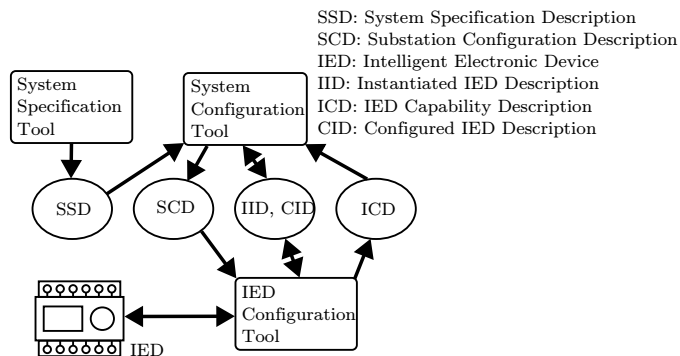 SSD: System Specification Description
SCD: Substation Configuration Description
IED: Intelligent Electronic Device
IID: Instantiated IED Description
ICD: IED Capability Description
CID: Configured IED Description
System
Specification
Tool
System
Configuration
Tool
SSD
SCD
IID, CID
ICD
IED
Configuration
Tool
IED